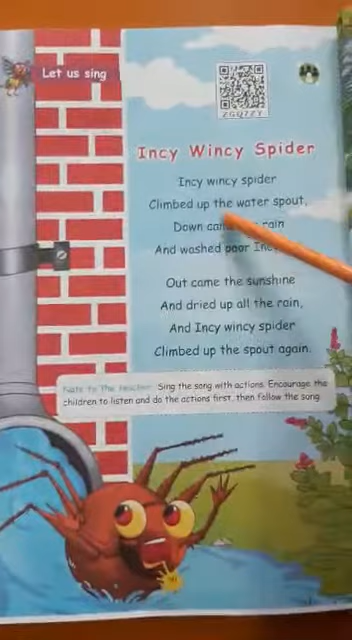 Let us sing
ZGQZZY
Incy Wincy Spider
Incy wincy spider
Climbed up the water spout,
Down rain
And washed poor
Out came the sunshine
And dried up all the rain,
And Incy wincy spider
Climbed up the spout again.
Note to the teacher: Sing the song with actions. Encourage the
children to listen and do the actions first, then follow the song.